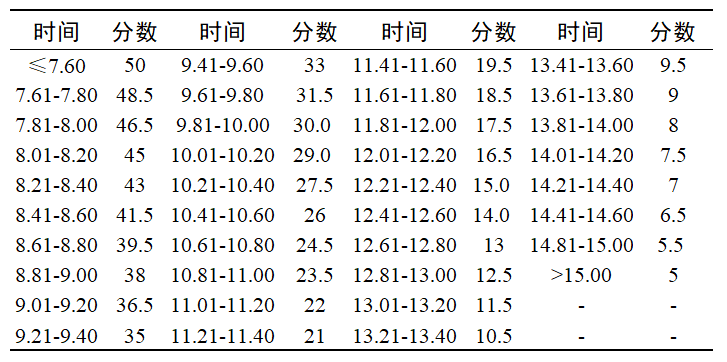 时间 分数 时间 分数 时间 分数 时间 分数
≤7.60 50 9.41-9.60 33 11.41-11.60 19.5 13.41-13.60 9.5
7.61-7.80 48.5 9.61-9.80 31.5 11.61-11.80 18.5 13.61-13.80 9
7.81-8.00 46.5 9.81-10.00 30.0 11.81-12.00 17.5 13.81-14.00 8
8.01-8.20 45 10.01-10.20 29.0 12.01-12.20 16.5 14.01-14.20 7.5
8.21-8.40 43 10.21-10.40 27.5 12.21-12.40 15.0 14.21-14.40 7
8.41-8.60 41.5 10.41-10.60 26 12.41-12.60 14.0 14.41-14.60 6.5
8.61-8.80 39.5 10.61-10.80 24.5 12.61-12.80 13 14.81-15.00 5.5
8.81-9.00 38 10.81-11.00 23.5 12.81-13.00 12.5 >15.00 5
9.01-9.20 36.5 11.01-11.20 22 13.01-13.20 11.5 - -
9.21-9.40 35 11.21-11.40 21 13.21-13.40 10.5 - -